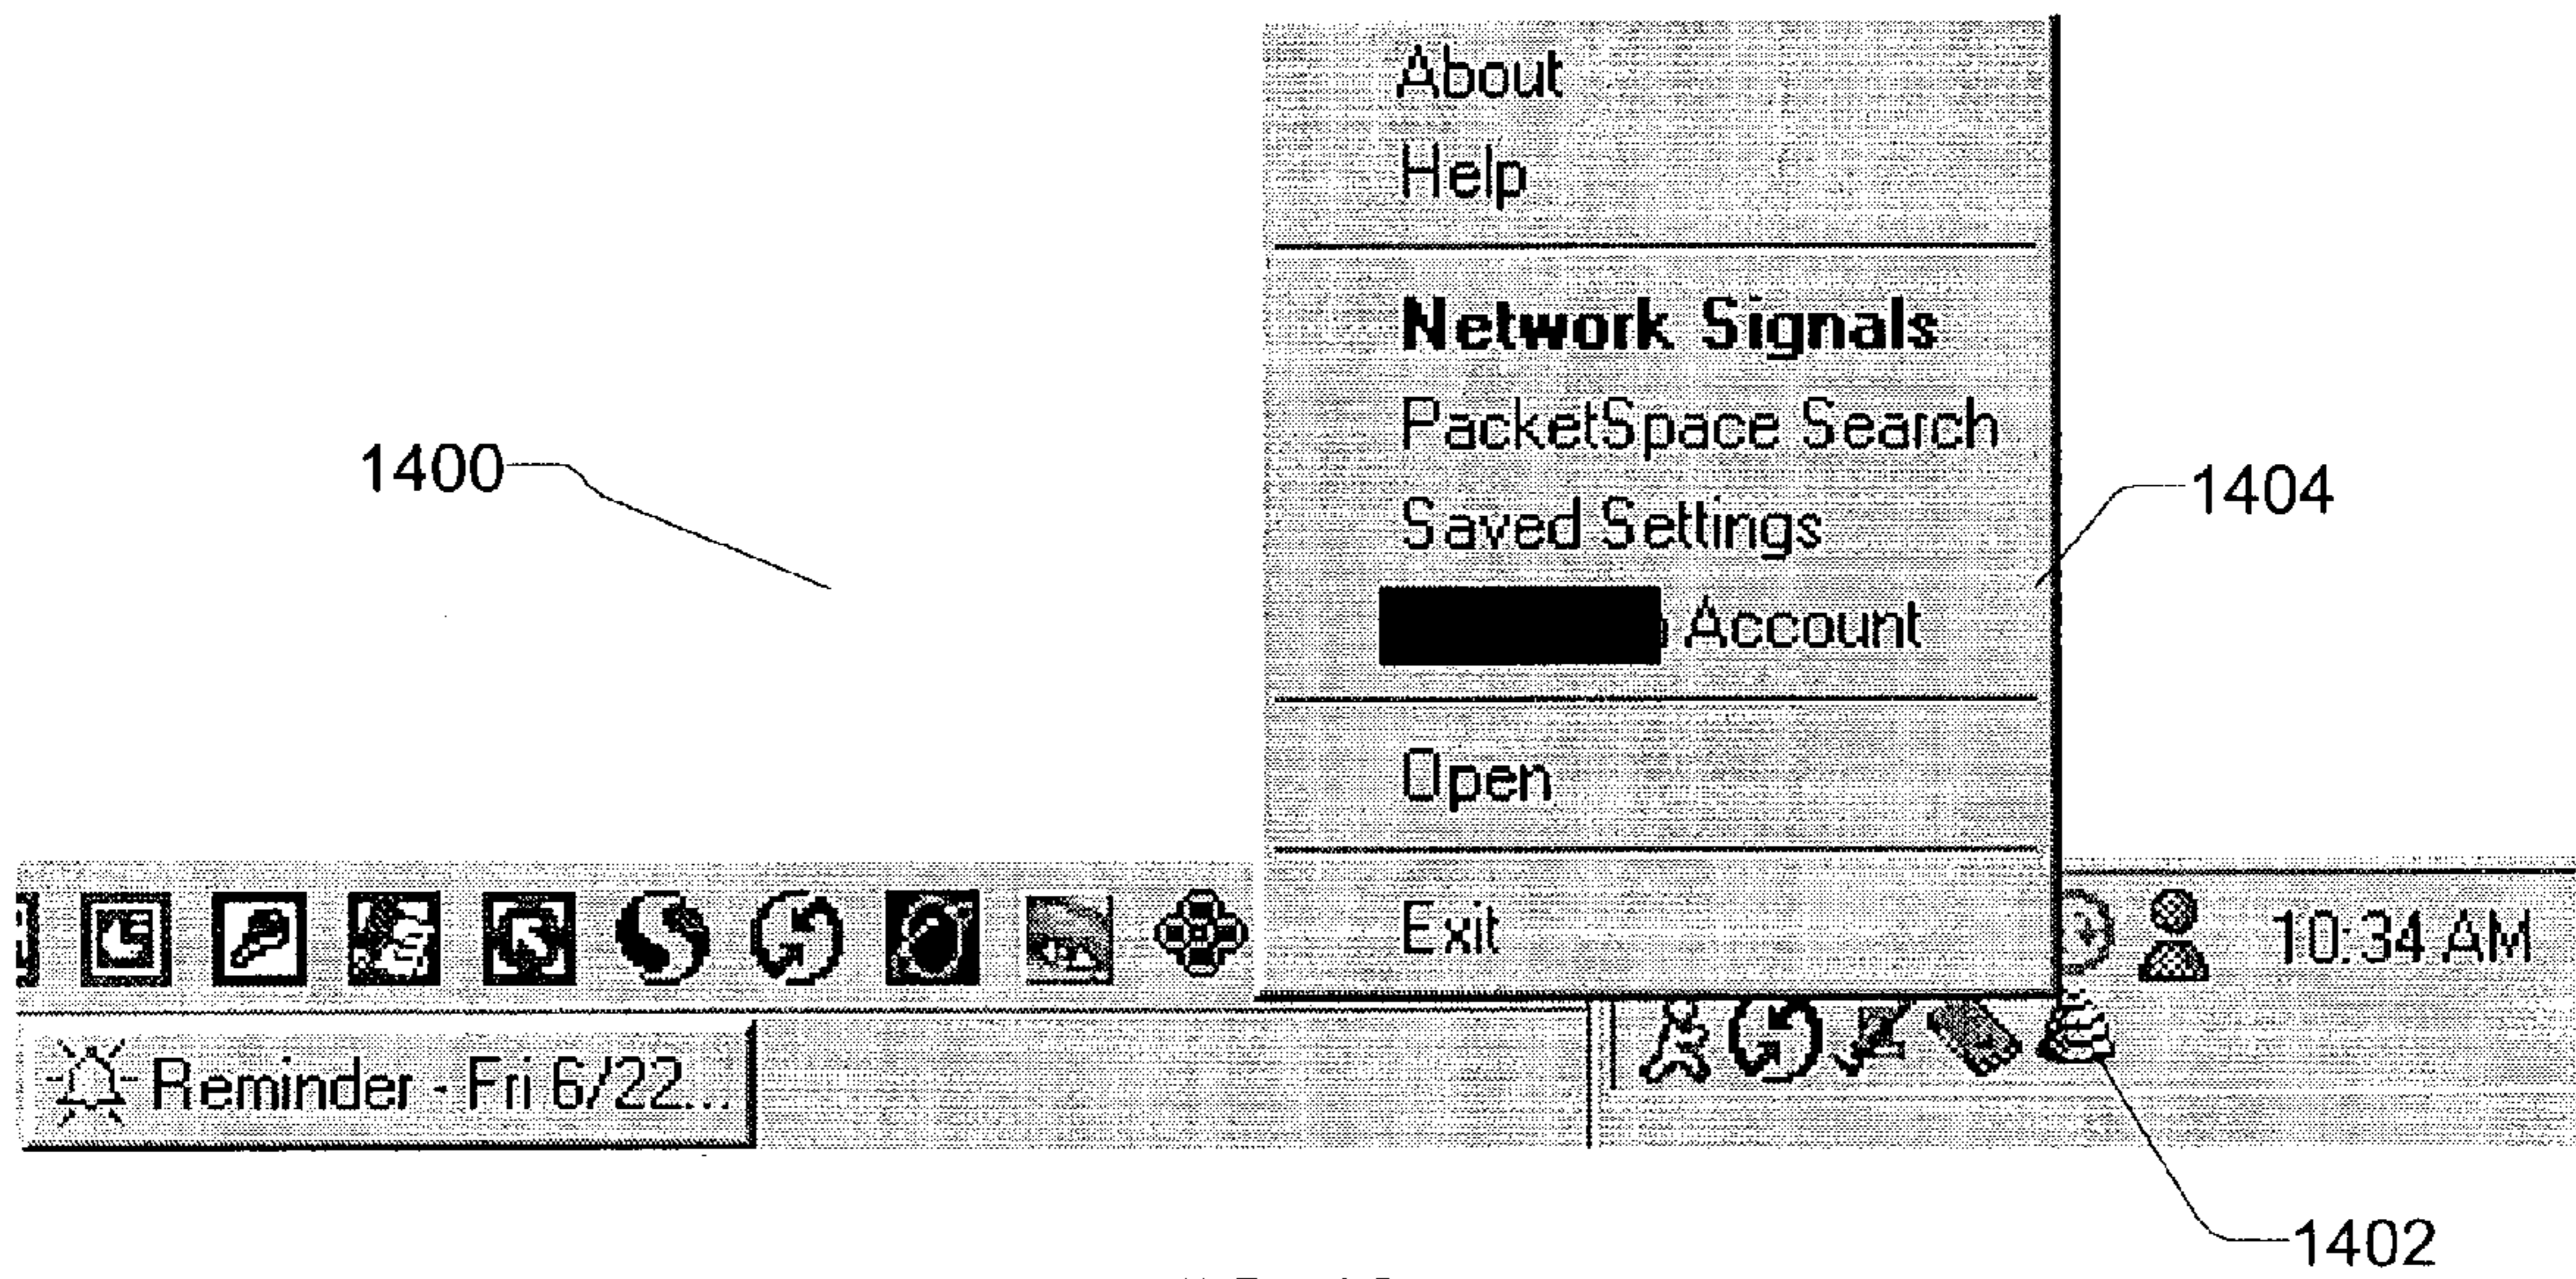 About
Help
Network Signals
PacketSpace Search
1400
1404
Saved Settings
Account
Open
Exit
10:34 AM
Reminder - Fri 6/22...
1402